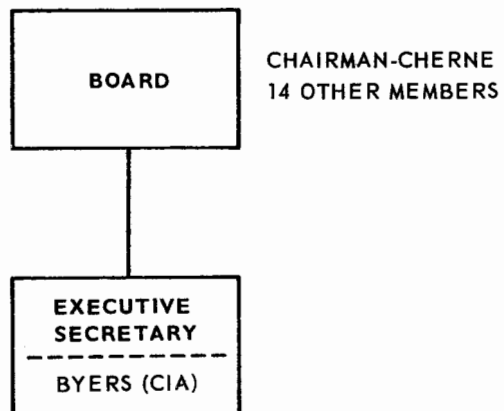 BOARD
CHAIRMAN-CHERNE
14 OTHER MEMBERS
EXECUTIVE
SECRETARY
BYERS (CIA)